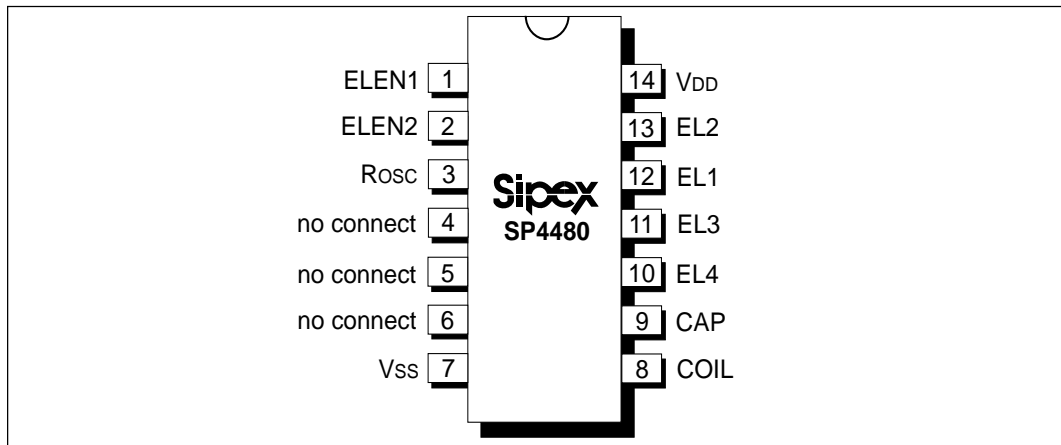 ELEN1 1
ELEN2 2
ROSC 3
no connect 4
no connect 5
no connect 6
VSS 7
Sipex
SP4480
14 VDD
13 EL2
12 EL1
11 EL3
10 EL4
9 CAP
8 COIL